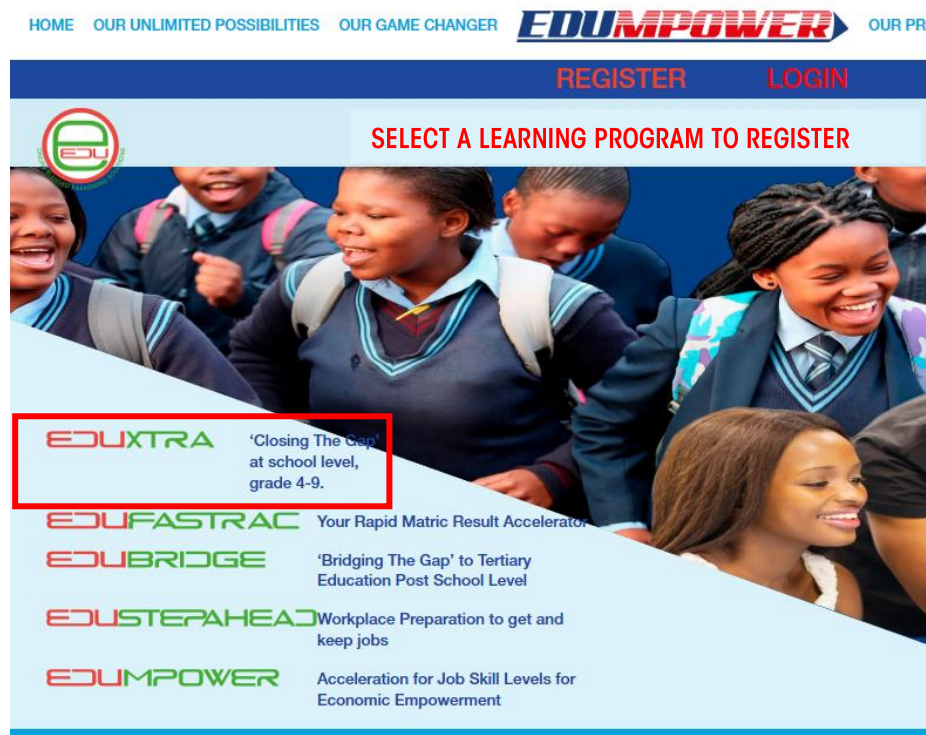 HOME OUR UNLIMITED POSSIBILITIES OUR GAME CHANGER EDUMPOWER OUR PR
REGISTER LOGIN
EDU
SELECT A LEARNING PROGRAM TO REGISTER
EDUXTRA 'Closing The Gap'
at school level,
grade 4-9.
EDUFASTRAC Your Rapid Matric Result Accelerator
EDUBRIDGE 'Bridging The Gap' to Tertiary
Education Post School Level
EDUSTEPAHEAD Workplace Preparation to get and
keep jobs
EDUMPOWER Acceleration for Job Skill Levels for
Economic Empowerment